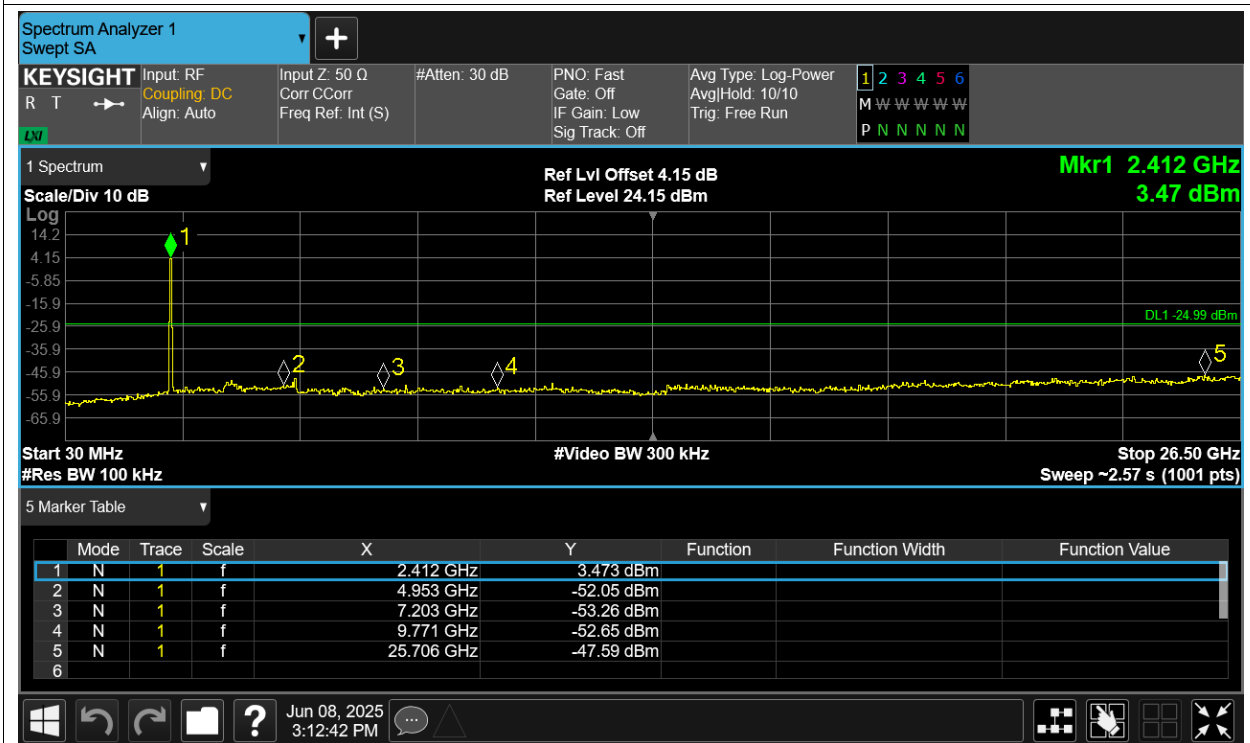 Spectrum Analyzer 1
Swept SA
+
KEYSIGHT Input: RF Input Z: 50 Ω #Atten: 30 dB PNO: Fast Avg Type: Log-Power 1 2 3 4 5 6
R T Coupling: DC Corr CCorr Gate: Off Avg|Hold: 10/10 M W W W W W
Align: Auto Freq Ref: Int (S) IF Gain: Low Trig: Free Run
LXI Sig Track: Off P N N N N N
1 Spectrum Ref Lvl Offset 4.15 dB Mkr1 2.412 GHz
Scale/Div 10 dB Ref Level 24.15 dBm 3.47 dBm
Log
14.2
1
4.15
-5.85
-15.9
DL1 -24.99 dBm
-25.9
-35.9
2 3 4 5
-45.9
-55.9
-65.9
Start 30 MHz #Video BW 300 kHz Stop 26.50 GHz
#Res BW 100 kHz Sweep ~2.57 s (1001 pts)
5 Marker Table
Mode Trace Scale X Y Function Function Width Function Value
1 N 1 f 2.412 GHz 3.473 dBm
2 N 1 f 4.953 GHz -52.05 dBm
3 N 1 f 7.203 GHz -53.26 dBm
4 N 1 f 9.771 GHz -52.65 dBm
5 N 1 f 25.706 GHz -47.59 dBm
6
? Jun 08, 2025
3:12:42 PM